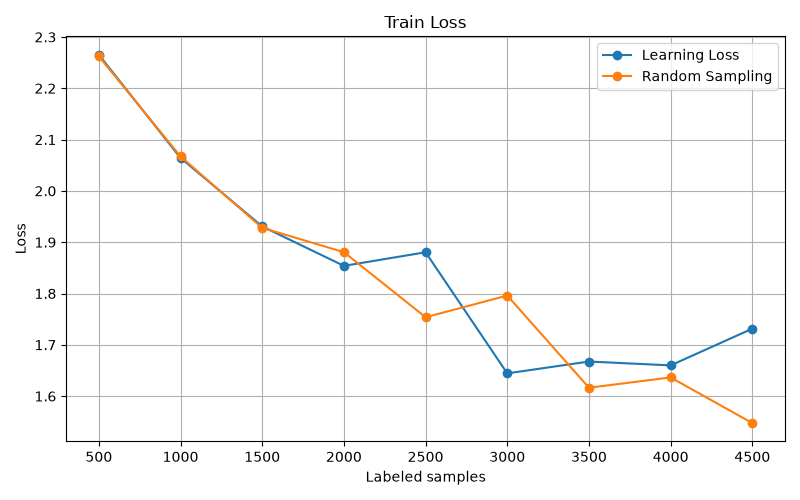 Train Loss
Learning Loss
Random Sampling
2.3
2.2
2.1
2.0
1.9
1.8
1.7
1.6
Loss
500 1000 1500 2000 2500 3000 3500 4000 4500
Labeled samples